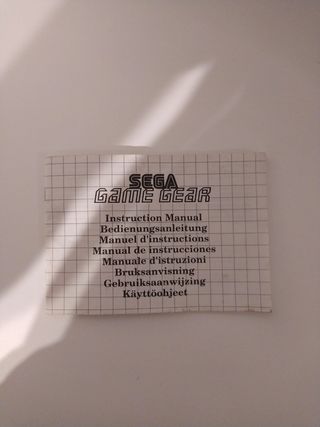 SEGA
GAME GEAR
Instruction Manual
Bedienungsanleitung
Manuel d'instructions
Manual de instrucciones
Manuale d'istruzioni
Bruksanvisning
Gebruiksaanwijzing
Käyttöohjeet